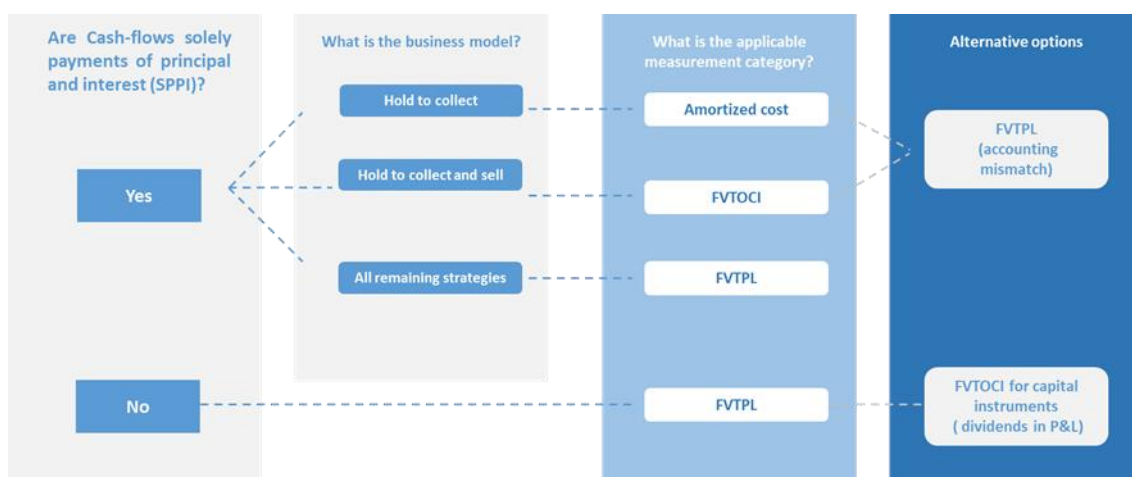 Are Cash-flows solely
payments of principal
and interest (SPPI)?
What is the business model?
What is the applicable
measurement category?
Alternative options
Yes
Hold to collect
Amortized cost
FVTPL
(accounting
mismatch)
Hold to collect and sell
FVTOCI
All remaining strategies
FVTPL
No
FVTPL
FVTOCI for capital
instruments
( dividends in P&L)